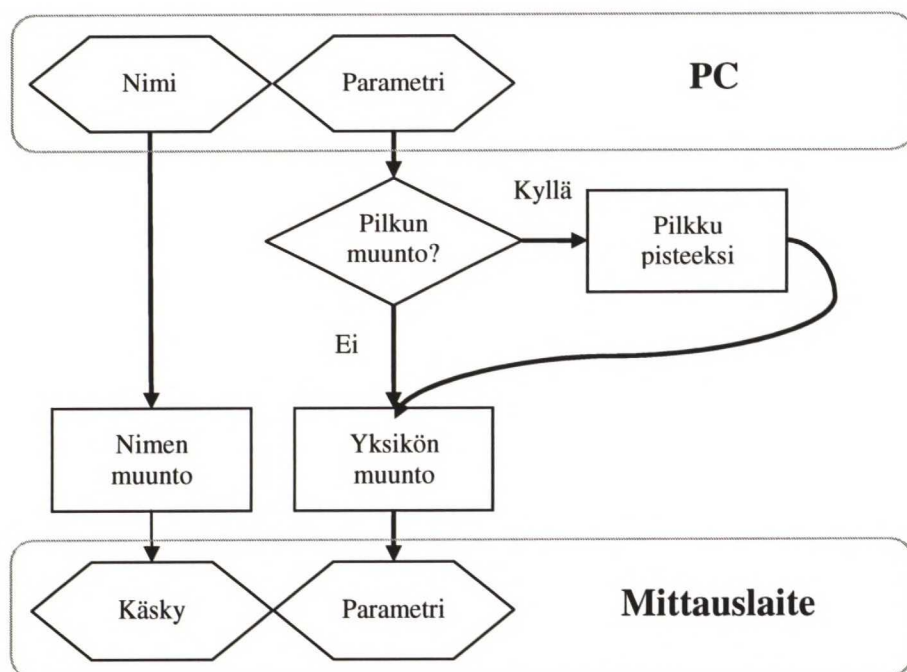 Nimi
Parametri
PC
Kyllä
Pilkun
muunto?
Pilkku
pisteeksi
Ei
Nimen
muunto
Yksikön
muunto
Käsky
Parametri
Mittauslaite